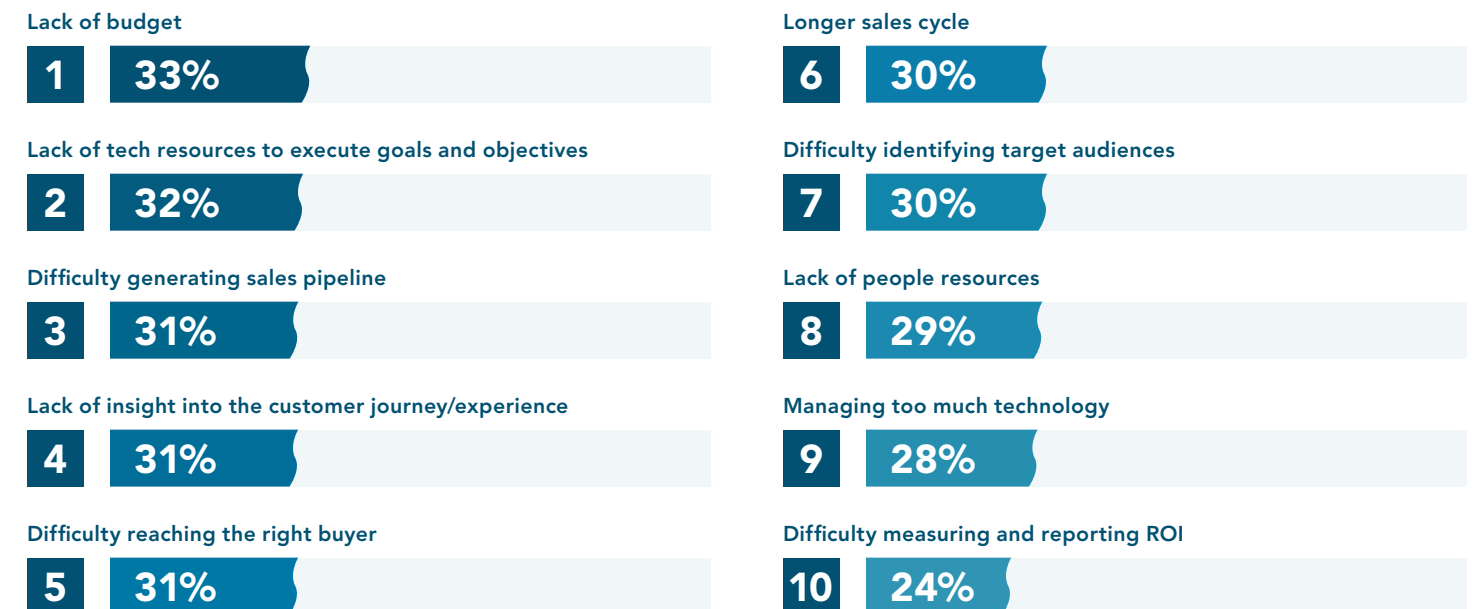 Lack of budget
1
33%
Lack of tech resources to execute goals and objectives
2
32%
Difficulty generating sales pipeline
3
31%
Lack of insight into the customer journey/experience
4
31%
Difficulty reaching the right buyer
5
31%
Longer sales cycle
6
30%
Difficulty identifying target audiences
7
30%
Lack of people resources
8
29%
Managing too much technology
9
28%
Difficulty measuring and reporting ROI
10
24%